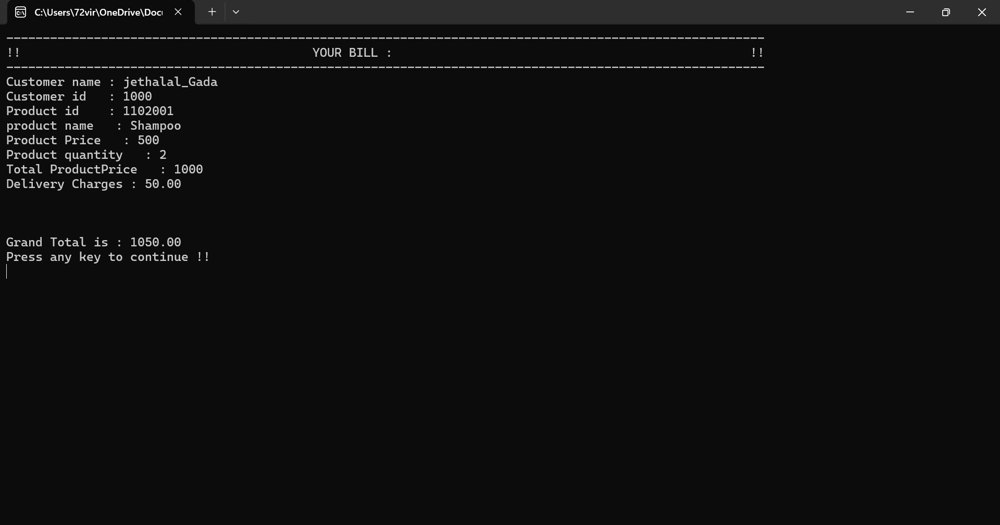 C:\Users\72vir\OneDrive\Doc
---------------------------------------------------------------------------------------------------------
!! YOUR BILL : !!
---------------------------------------------------------------------------------------------------------
Customer name : jethalal_Gada
Customer id   : 1000
Product id    : 1102001
product name   : Shampoo
Product Price   : 500
Product quantity   : 2
Total ProductPrice   : 1000
Delivery Charges : 50.00
Grand Total is : 1050.00
Press any key to continue !!